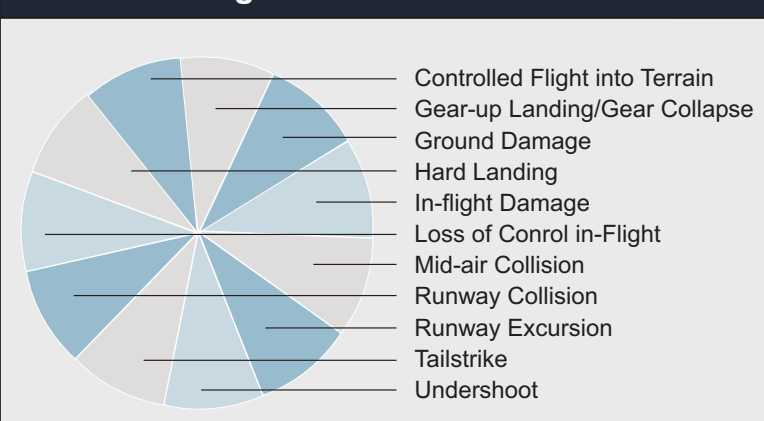 Controlled Flight into Terrain
Gear-up Landing/Gear Collapse
Ground Damage
Hard Landing
In-flight Damage
Loss of Conrol in-Flight
Mid-air Collision
Runway Collision
Runway Excursion
Tailstrike
Undershoot